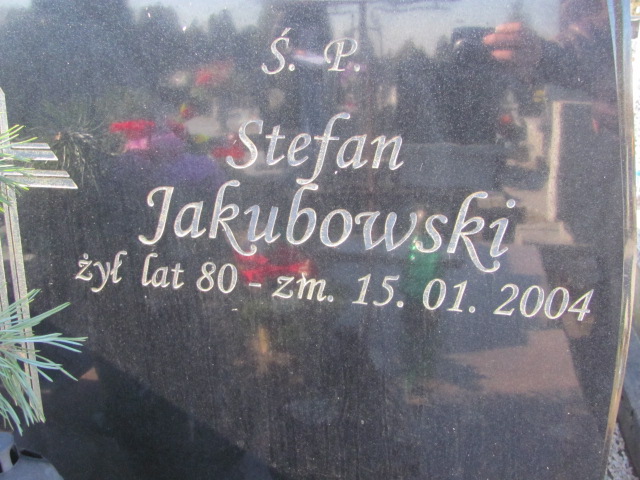 Ś. P.
Stefan
Jakubowski
żył lat 80 - zm. 15. 01. 2004